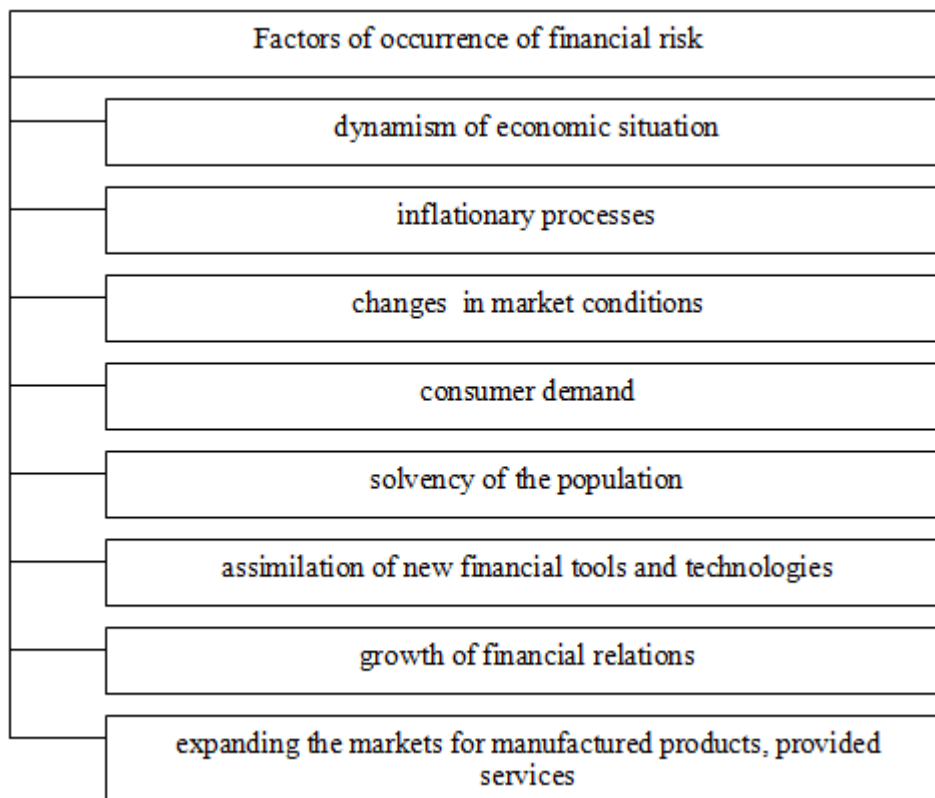 Factors of occurrence of financial risk
dynamism of economic situation
inflationary processes
changes  in market conditions
consumer demand
solvency of the population
assimilation of new financial tools and technologies
growth of financial relations
expanding the markets for manufactured products, provided
services